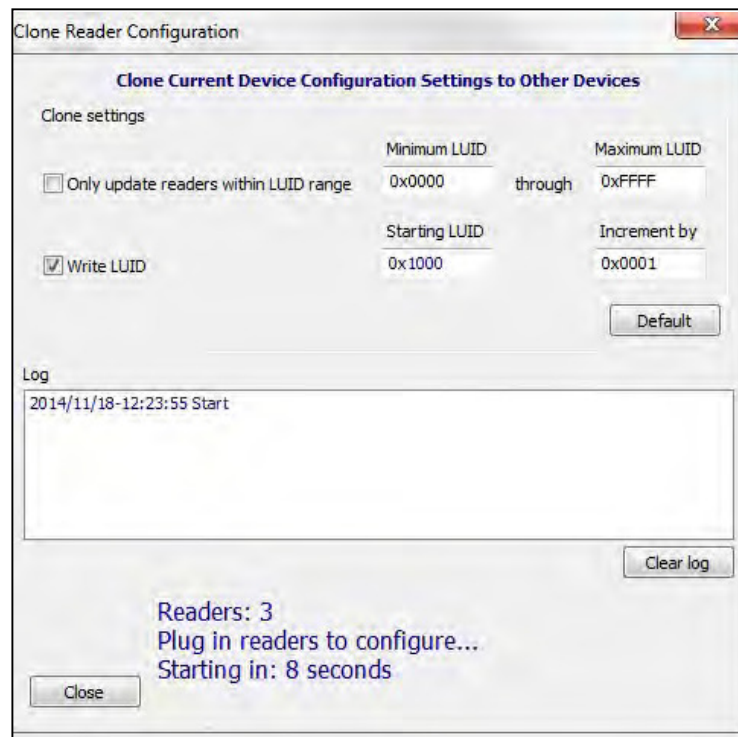 Clone Reader Configuration
X
Clone Current Device Configuration Settings to Other Devices
Clone settings
Minimum LUID Maximum LUID
Only update readers within LUID range 0x0000 through 0xFFFF
Starting LUID Increment by
Write LUID 0x1000 0x0001
Default
Log
2014/11/18-12:23:55 Start
Clear log
Readers: 3
Plug in readers to configure...
Starting in: 8 seconds
Close